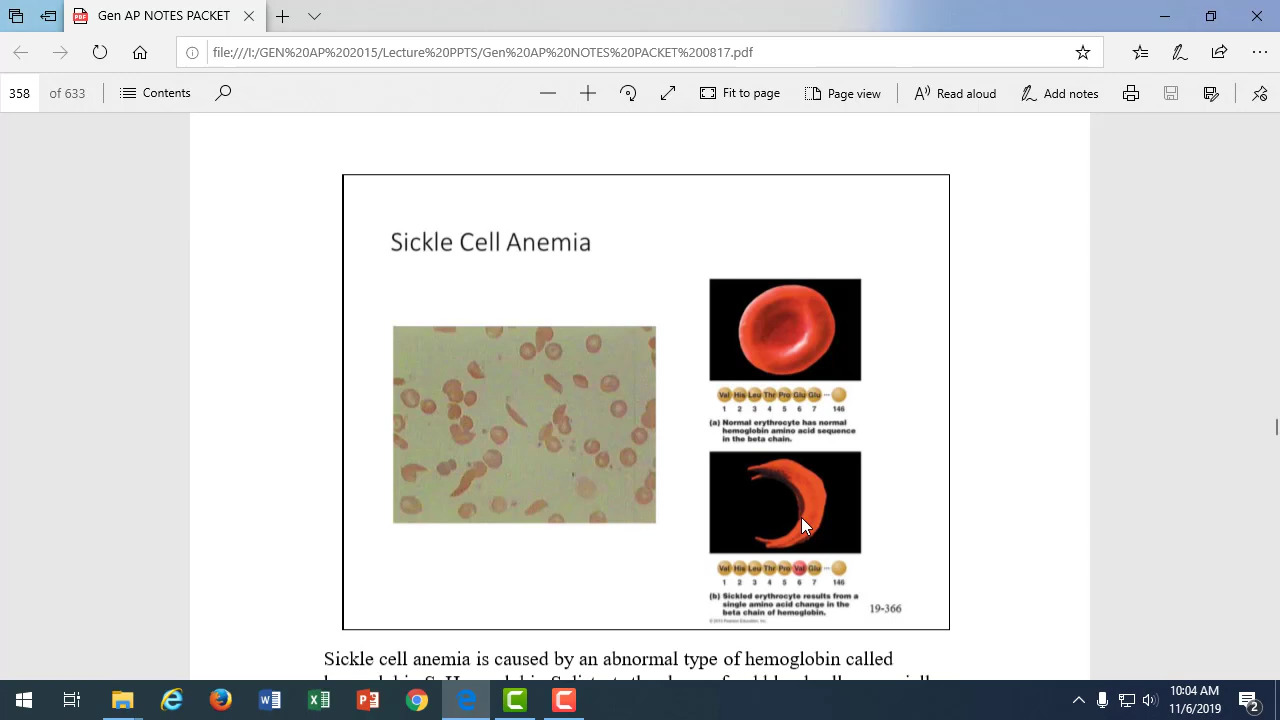 PDF Gen AP NOTES PACKET
file:///I:/GEN%20AP%202015/Lecture%20PPTS/Gen%20AP%20NOTES%20PACKET%200817.pdf
358 of 633 Contents Fit to page Page view Read aloud Add notes
Sickle Cell Anemia
Val His Leu Thr Pro Glu Glu
1 2 3 4 5 6 7 146
(a) Normal erythrocyte has normal
hemoglobin amino acid sequence
in the beta chain.
Val His Leu Thr Pro Val Glu
1 2 3 4 5 6 7 146
(b) Sickled erythrocyte results from a
single amino acid change in the
beta chain of hemoglobin.
19-366
Sickle cell anemia is caused by an abnormal type of hemoglobin called
10:04 AM
11/6/2019
2